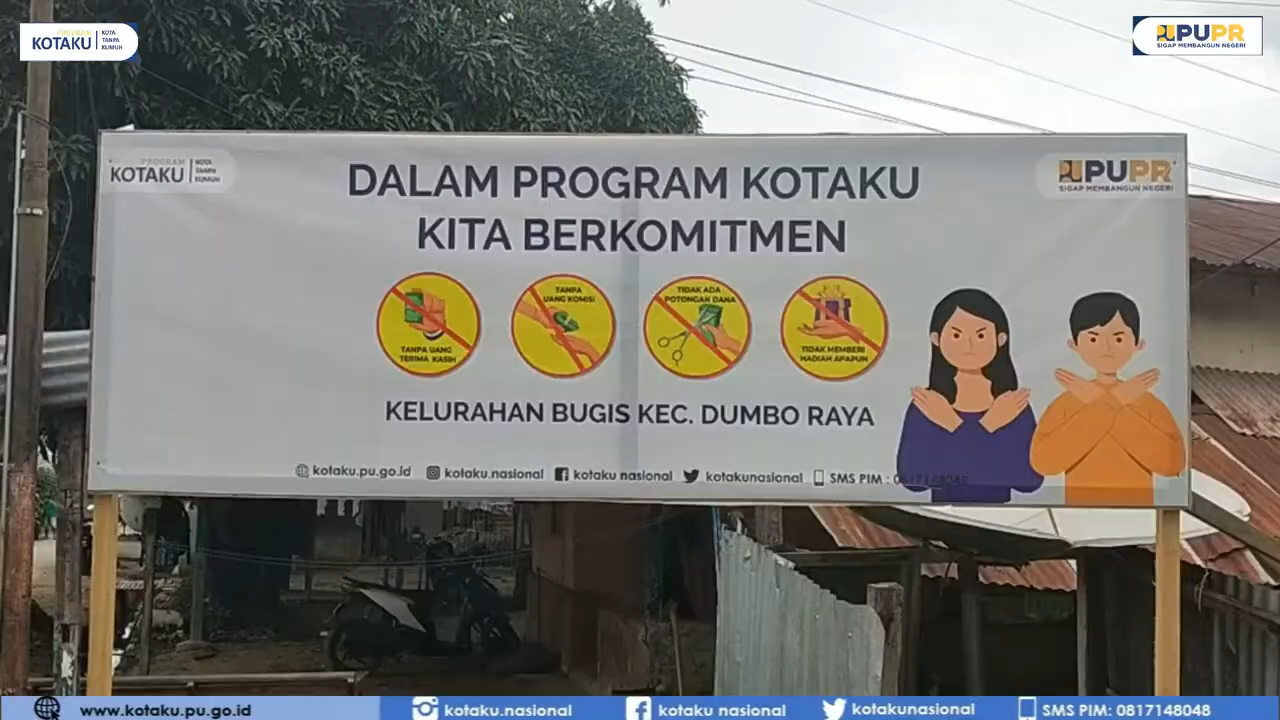 PROGRAM
KOTAKU
KOTA
TANPA
KUMUH
PUPR
SIGAP MEMBANGUN NEGERI
PROGRAM
KOTAKU
KOTA
TANPA
KUMUH
PUPR
SIGAP MEMBANGUN NEGERI
DALAM PROGRAM KOTAKU
KITA BERKOMITMEN
TANPA UANG
TERIMA KASIH
TANPA
UANG KOMISI
TIDAK ADA
POTONGAN DANA
TIDAK MEMBERI
HADIAH APAPUN
KELURAHAN BUGIS KEC. DUMBO RAYA
kotaku.pu.go.id kotaku.nasional kotaku nasional kotakunasional SMS PIM : 0817148048
www.kotaku.pu.go.id kotaku.nasional kotaku nasional kotakunasional SMS PIM: 0817148048